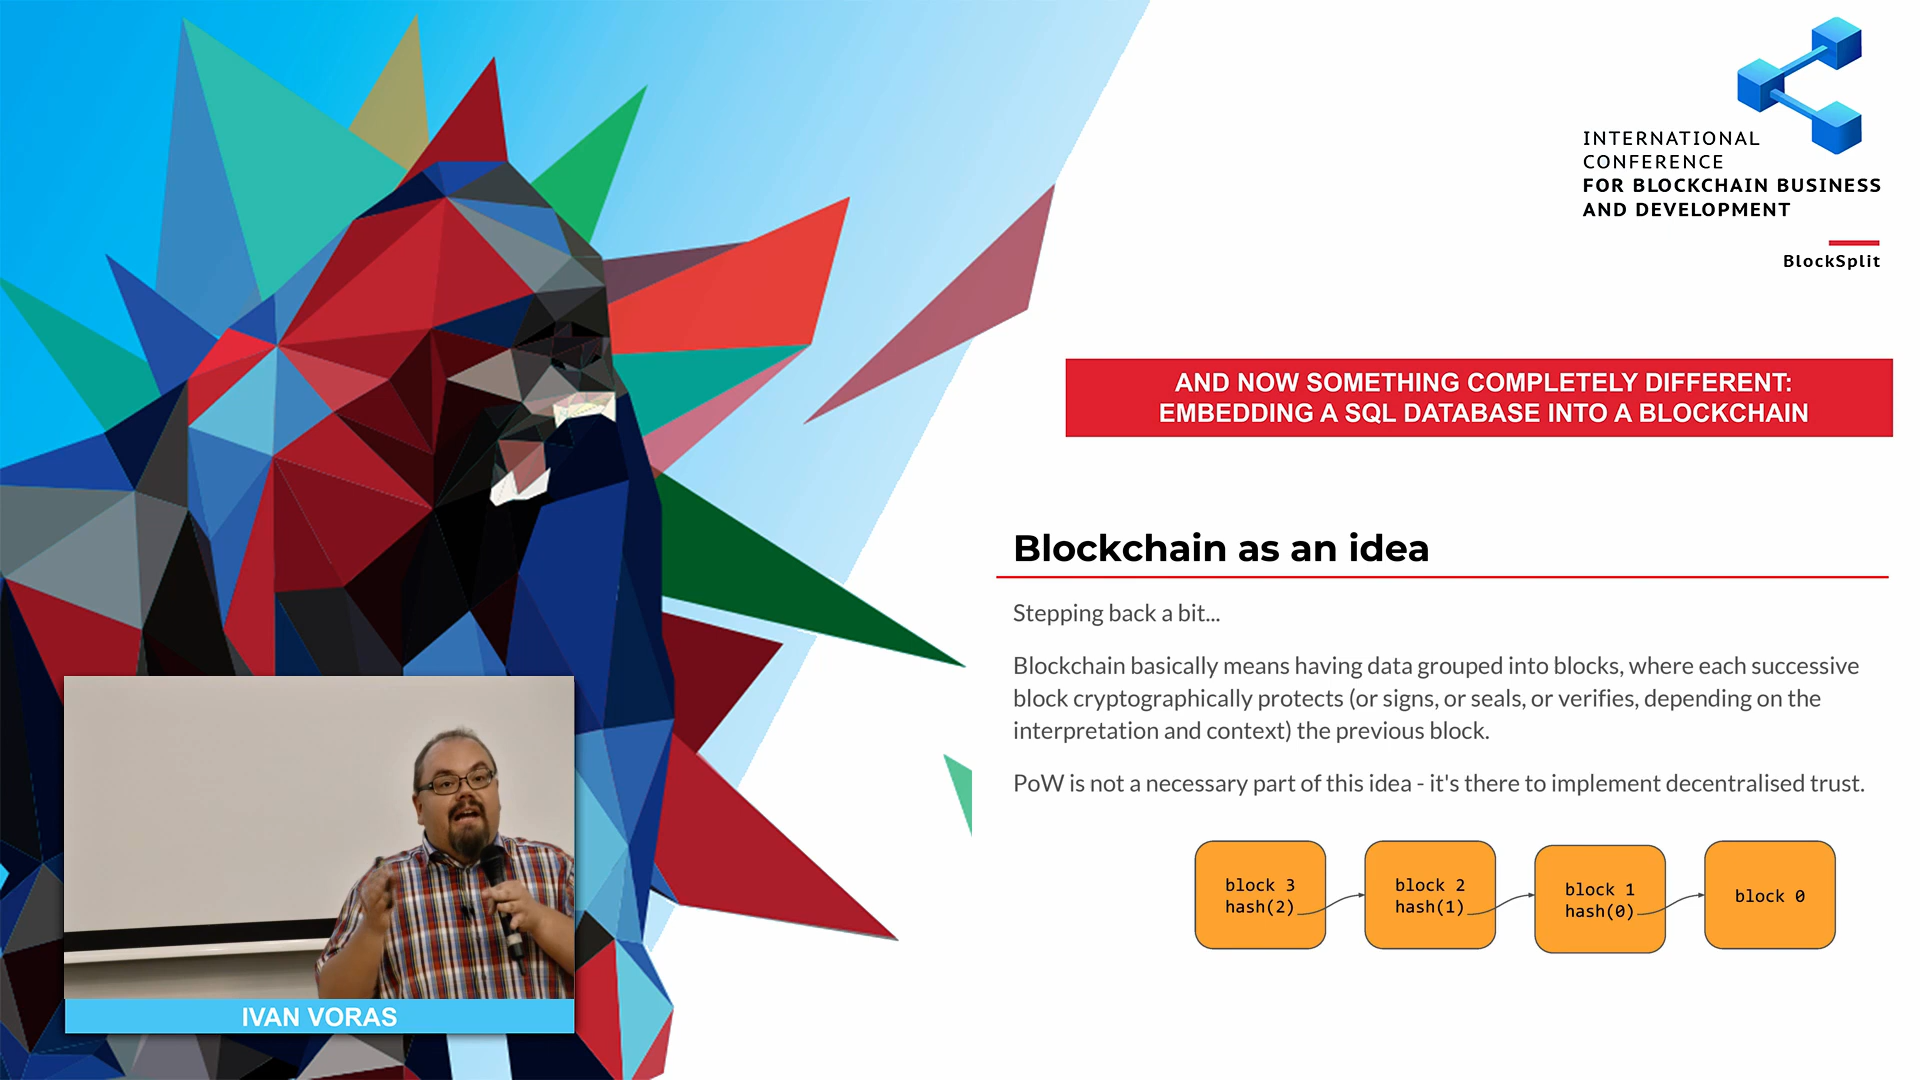 INTERNATIONAL
CONFERENCE
FOR BLOCKCHAIN BUSINESS
AND DEVELOPMENT
BlockSplit
AND NOW SOMETHING COMPLETELY DIFFERENT:
EMBEDDING A SQL DATABASE INTO A BLOCKCHAIN
Blockchain as an idea
Stepping back a bit...
Blockchain basically means having data grouped into blocks, where each successive
block cryptographically protects (or signs, or seals, or verifies, depending on the
interpretation and context) the previous block.
PoW is not a necessary part of this idea - it's there to implement decentralised trust.
block 3
hash(2)
block 2
hash(1)
block 1
hash(0)
block 0
IVAN VORAS